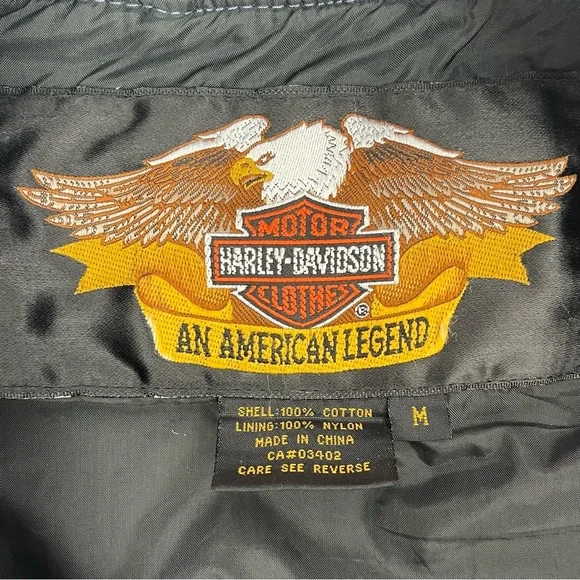 MOTOR
HARLEY-DAVIDSON
CLOTHES
®
AN AMERICAN LEGEND
SHELL:100% COTTON
LINING:100% NYLON
MADE IN CHINA
CA#03402
CARE SEE REVERSE
M